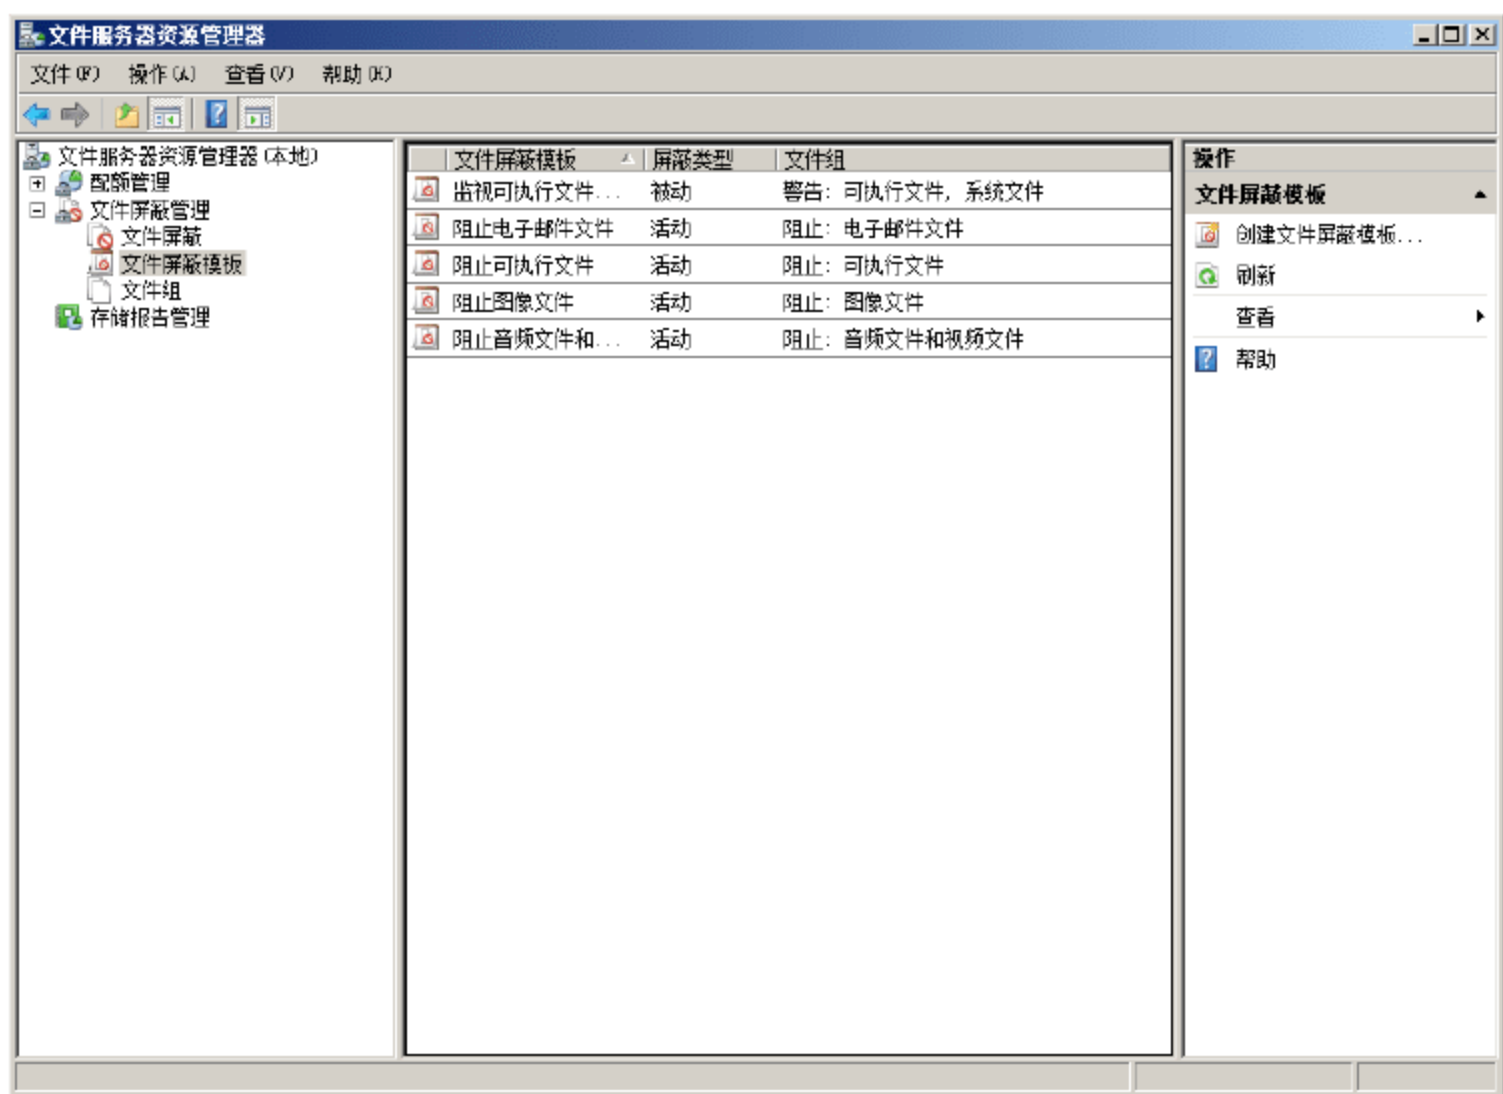 文件服务器资源管理器
文件(F) 操作(A) 查看(V) 帮助(H)
文件服务器资源管理器(本地)
配额管理
文件屏蔽管理
文件屏蔽
文件屏蔽模板
文件组
存储报告管理
文件屏蔽模板 屏蔽类型 文件组
监视可执行文件... 被动 警告: 可执行文件, 系统文件
阻止电子邮件文件 活动 阻止: 电子邮件文件
阻止可执行文件 活动 阻止: 可执行文件
阻止图像文件 活动 阻止: 图像文件
阻止音频文件和... 活动 阻止: 音频文件和视频文件
操作
文件屏蔽模板
创建文件屏蔽模板...
刷新
查看
帮助